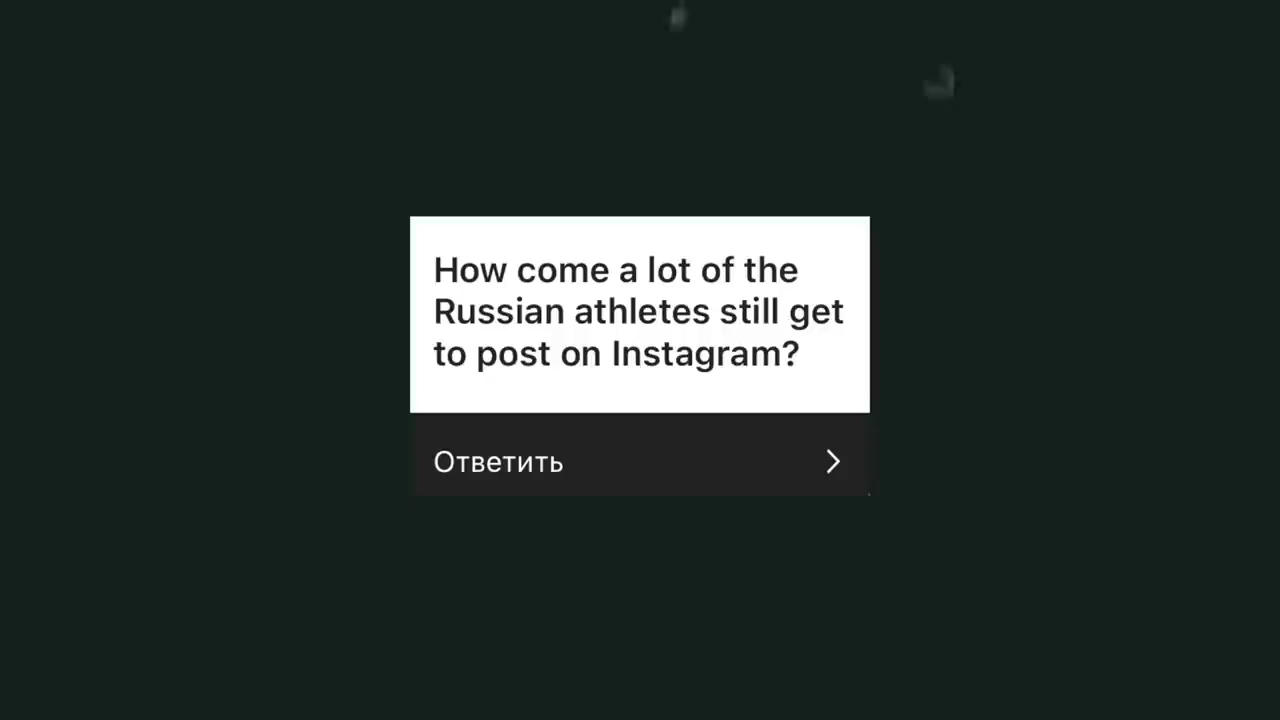 How come a lot of the
Russian athletes still get
to post on Instagram?
Ответить